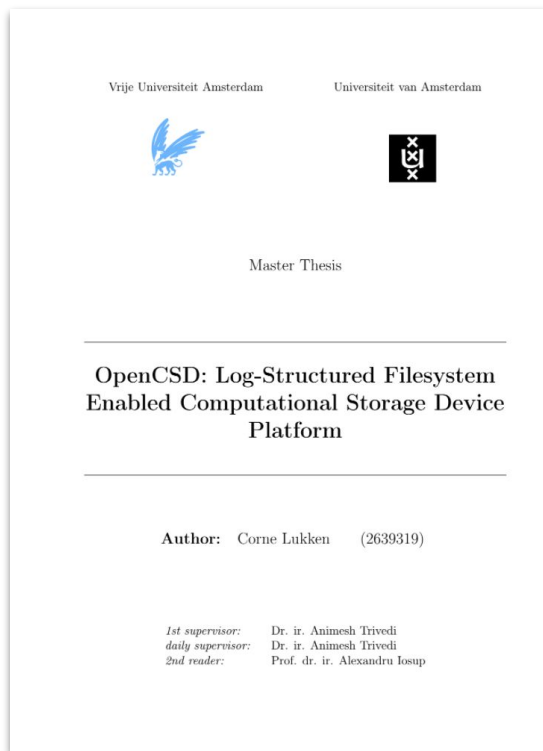 Vrije Universiteit Amsterdam Universiteit van Amsterdam
Master Thesis
OpenCSD: Log-Structured Filesystem
Enabled Computational Storage Device
Platform
Author: Corne Lukken (2639319)
1st supervisor: Dr. ir. Animesh Trivedi
daily supervisor: Dr. ir. Animesh Trivedi
2nd reader: Prof. dr. ir. Alexandru Iosup